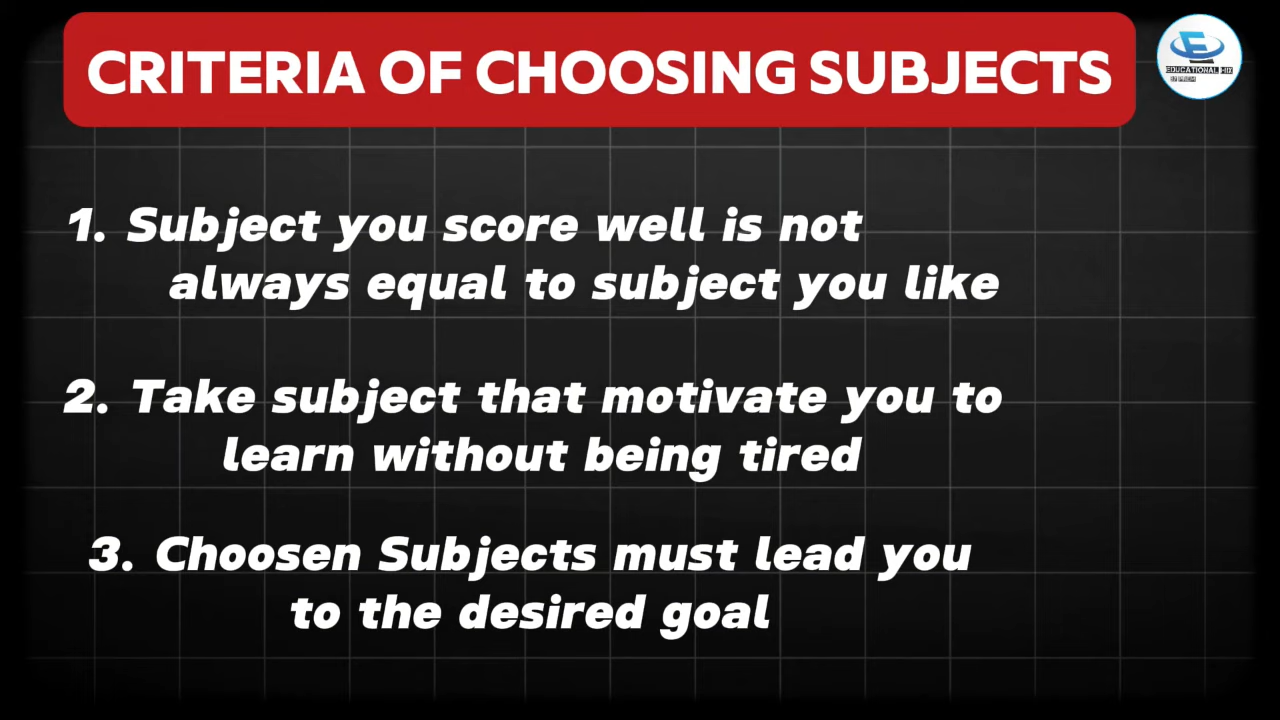 CRITERIA OF CHOOSING SUBJECTS
EDUCATIONAL
1. Subject you score well is not
always equal to subject you like
2. Take subject that motivate you to
learn without being tired
3. Choosen Subjects must lead you
to the desired goal